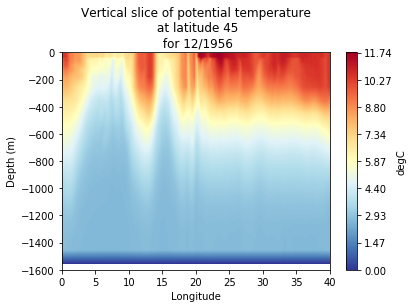 Vertical slice of potential temperature
at latitude 45
for 12/1956
0
−200
−400
−600
−800
−1000
−1200
−1400
−1600
Depth (m)
0 5 10 15 20 25 30 35 40
Longitude
11.74
10.27
8.80
7.34
5.87
4.40
2.93
1.47
0.00
degC